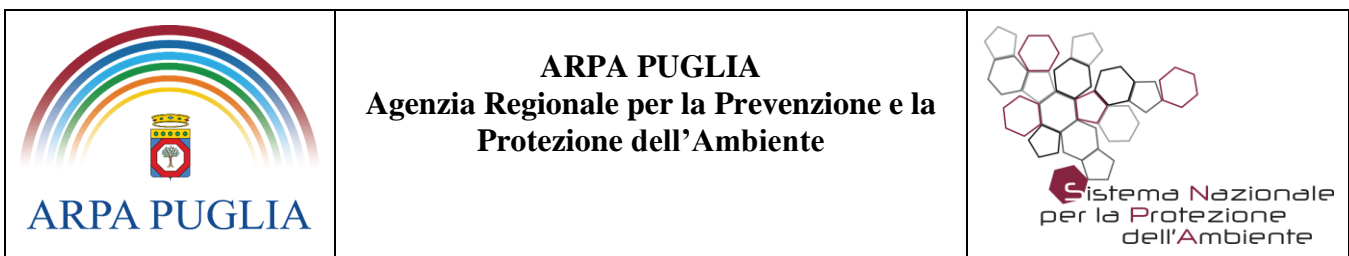 ARPA PUGLIA
ARPA PUGLIA
Agenzia Regionale per la Prevenzione e la
Protezione dell’Ambiente
Sistema Nazionale
per la Protezione
dell'Ambiente